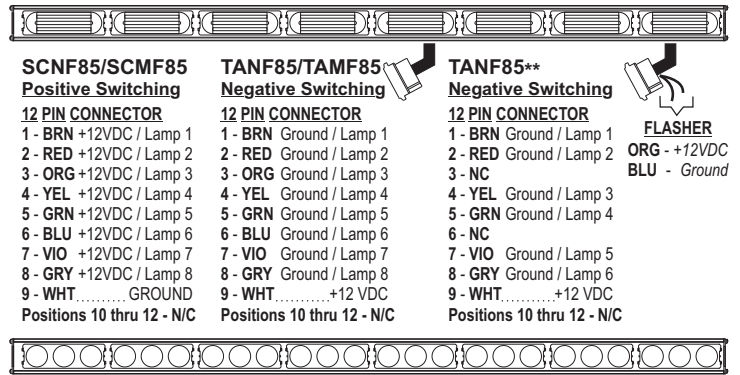 SCNF85/SCMF85
Positive Switching
12 PIN CONNECTOR
1 - BRN +12VDC / Lamp 1
2 - RED +12VDC / Lamp 2
3 - ORG +12VDC / Lamp 3
4 - YEL +12VDC / Lamp 4
5 - GRN +12VDC / Lamp 5
6 - BLU +12VDC / Lamp 6
7 - VIO +12VDC / Lamp 7
8 - GRY +12VDC / Lamp 8
9 - WHT..........GROUND
Positions 10 thru 12 - N/C
TANF85/TAMF85
Negative Switching
12 PIN CONNECTOR
1 - BRN Ground / Lamp 1
2 - RED Ground / Lamp 2
3 - ORG Ground / Lamp 3
4 - YEL Ground / Lamp 4
5 - GRN Ground / Lamp 5
6 - BLU Ground / Lamp 6
7 - VIO Ground / Lamp 7
8 - GRY Ground / Lamp 8
9 - WHT...........+12 VDC
Positions 10 thru 12 - N/C
TANF85**
Negative Switching
12 PIN CONNECTOR
1 - BRN Ground / Lamp 1
2 - RED Ground / Lamp 2
3 - NC
4 - YEL Ground / Lamp 3
5 - GRN Ground / Lamp 4
6 - NC
7 - VIO Ground / Lamp 5
8 - GRY Ground / Lamp 6
9 - WHT...........+12 VDC
Positions 10 thru 12 - N/C
FLASHER
ORG - +12VDC
BLU - Ground